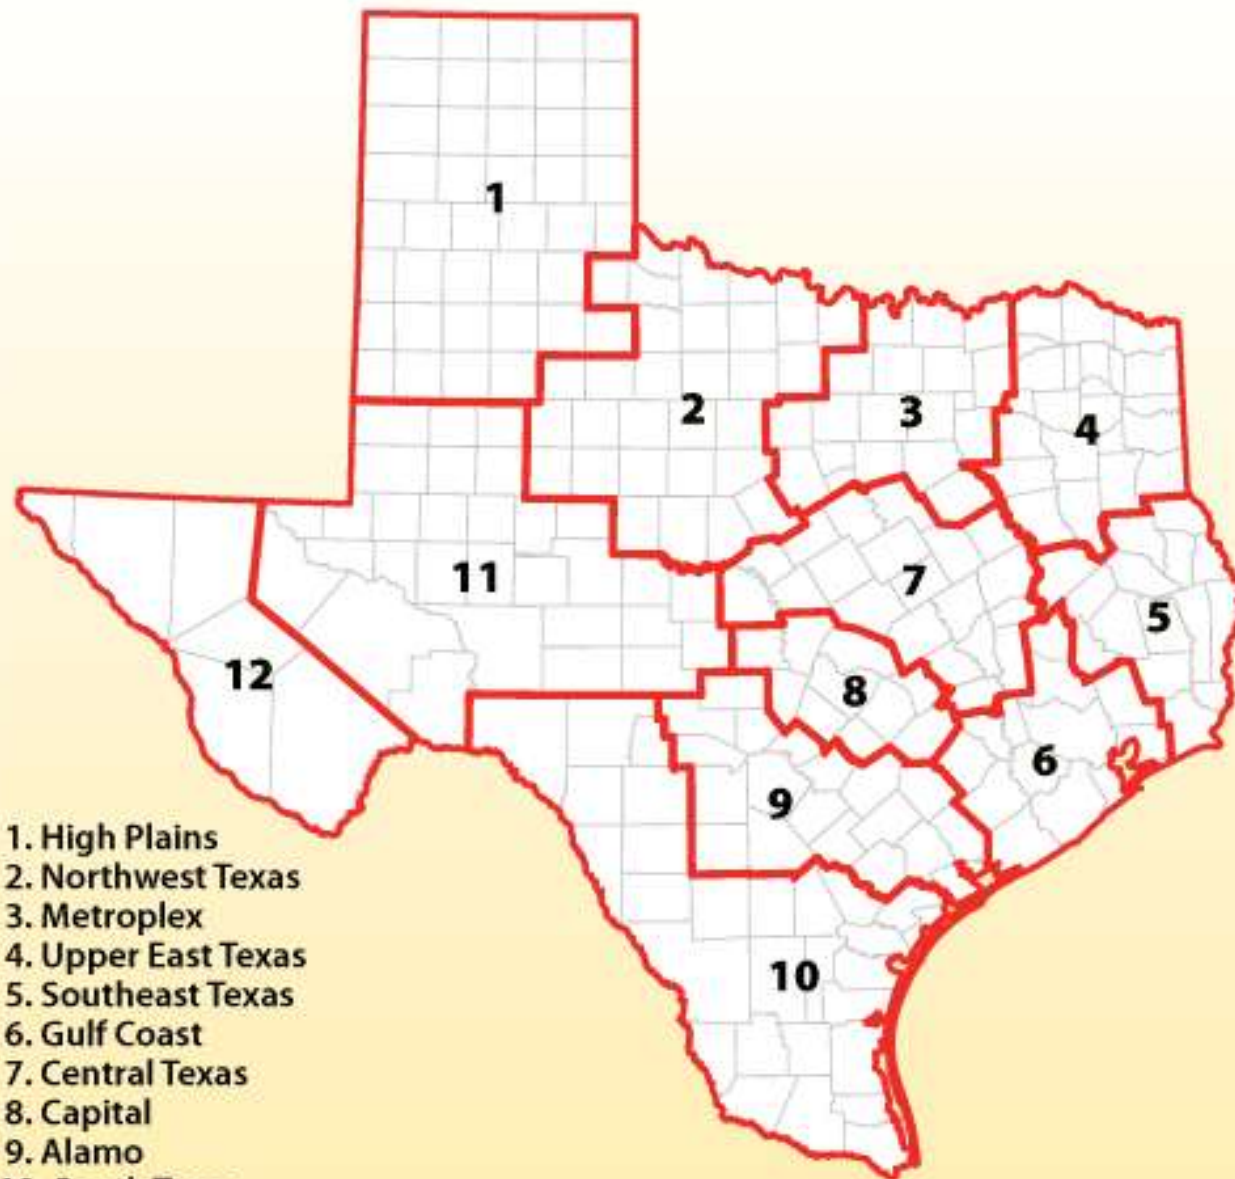 1
2
3
4
11
7
5
12
8
6
9
10
1. High Plains
2. Northwest Texas
3. Metroplex
4. Upper East Texas
5. Southeast Texas
6. Gulf Coast
7. Central Texas
8. Capital
9. Alamo